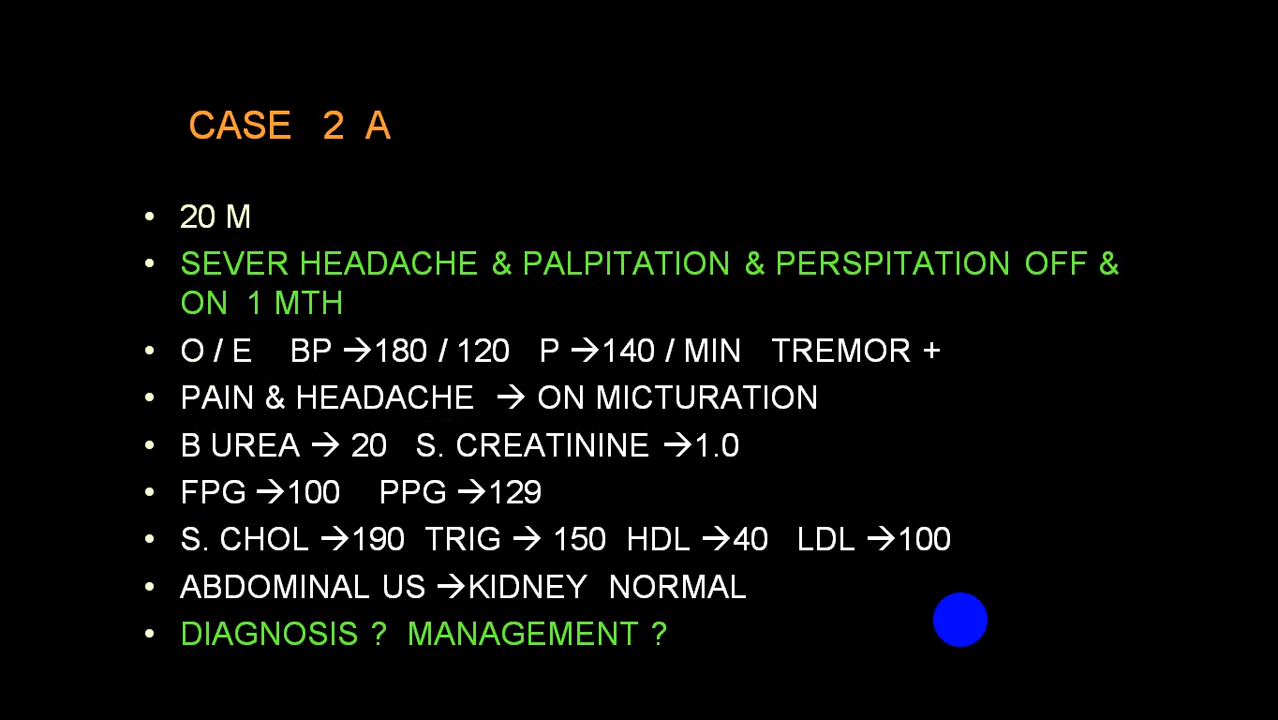 CASE 2 A
• 20 M
• SEVER HEADACHE & PALPITATION & PERSPITATION OFF &
ON 1 MTH
• O / E BP →180 / 120 P →140 / MIN TREMOR +
• PAIN & HEADACHE → ON MICTURATION
• B UREA → 20 S. CREATININE →1.0
• FPG →100 PPG →129
• S. CHOL →190 TRIG → 150 HDL →40 LDL →100
• ABDOMINAL US →KIDNEY NORMAL
• DIAGNOSIS ? MANAGEMENT ?